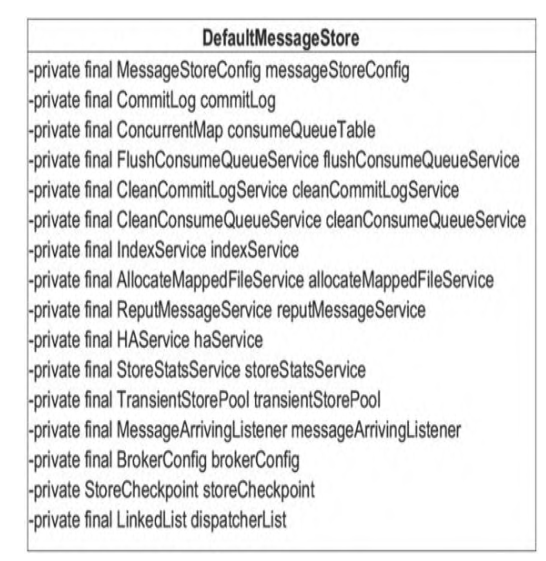 DefaultMessageStore
-private final MessageStoreConfig messageStoreConfig
-private final CommitLog commitLog
-private final ConcurrentMap consumeQueueTable
-private final FlushConsumeQueueService flushConsumeQueueService
-private final CleanCommitLogService cleanCommitLogService
-private final CleanConsumeQueueService cleanConsumeQueueService
-private final IndexService indexService
-private final AllocateMappedFileService allocateMappedFileService
-private final ReputMessageService reputMessageService
-private final HAService haService
-private final StoreStatsService storeStatsService
-private final TransientStorePool transientStorePool
-private final MessageArrivingListener messageArrivingListener
-private final BrokerConfig brokerConfig
-private StoreCheckpoint storeCheckpoint
-private final LinkedList dispatcherList